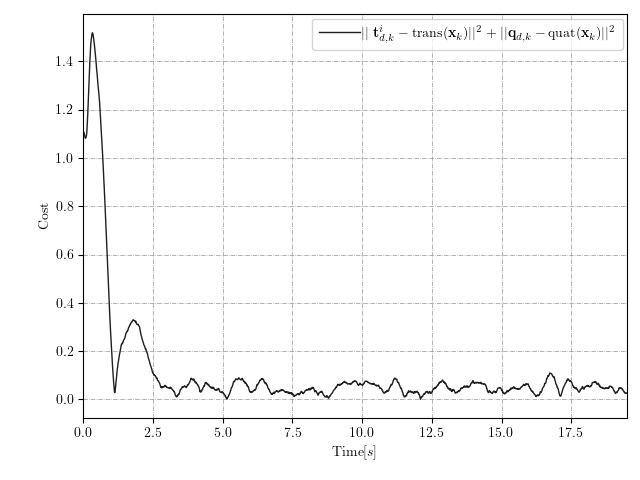 || t^i_{d,k} − trans(x_k)||² + ||q_{d,k} − quat(x_k)||²
1.4
1.2
1.0
0.8
0.6
0.4
0.2
0.0
Cost
0.0 2.5 5.0 7.5 10.0 12.5 15.0 17.5
Time[s]